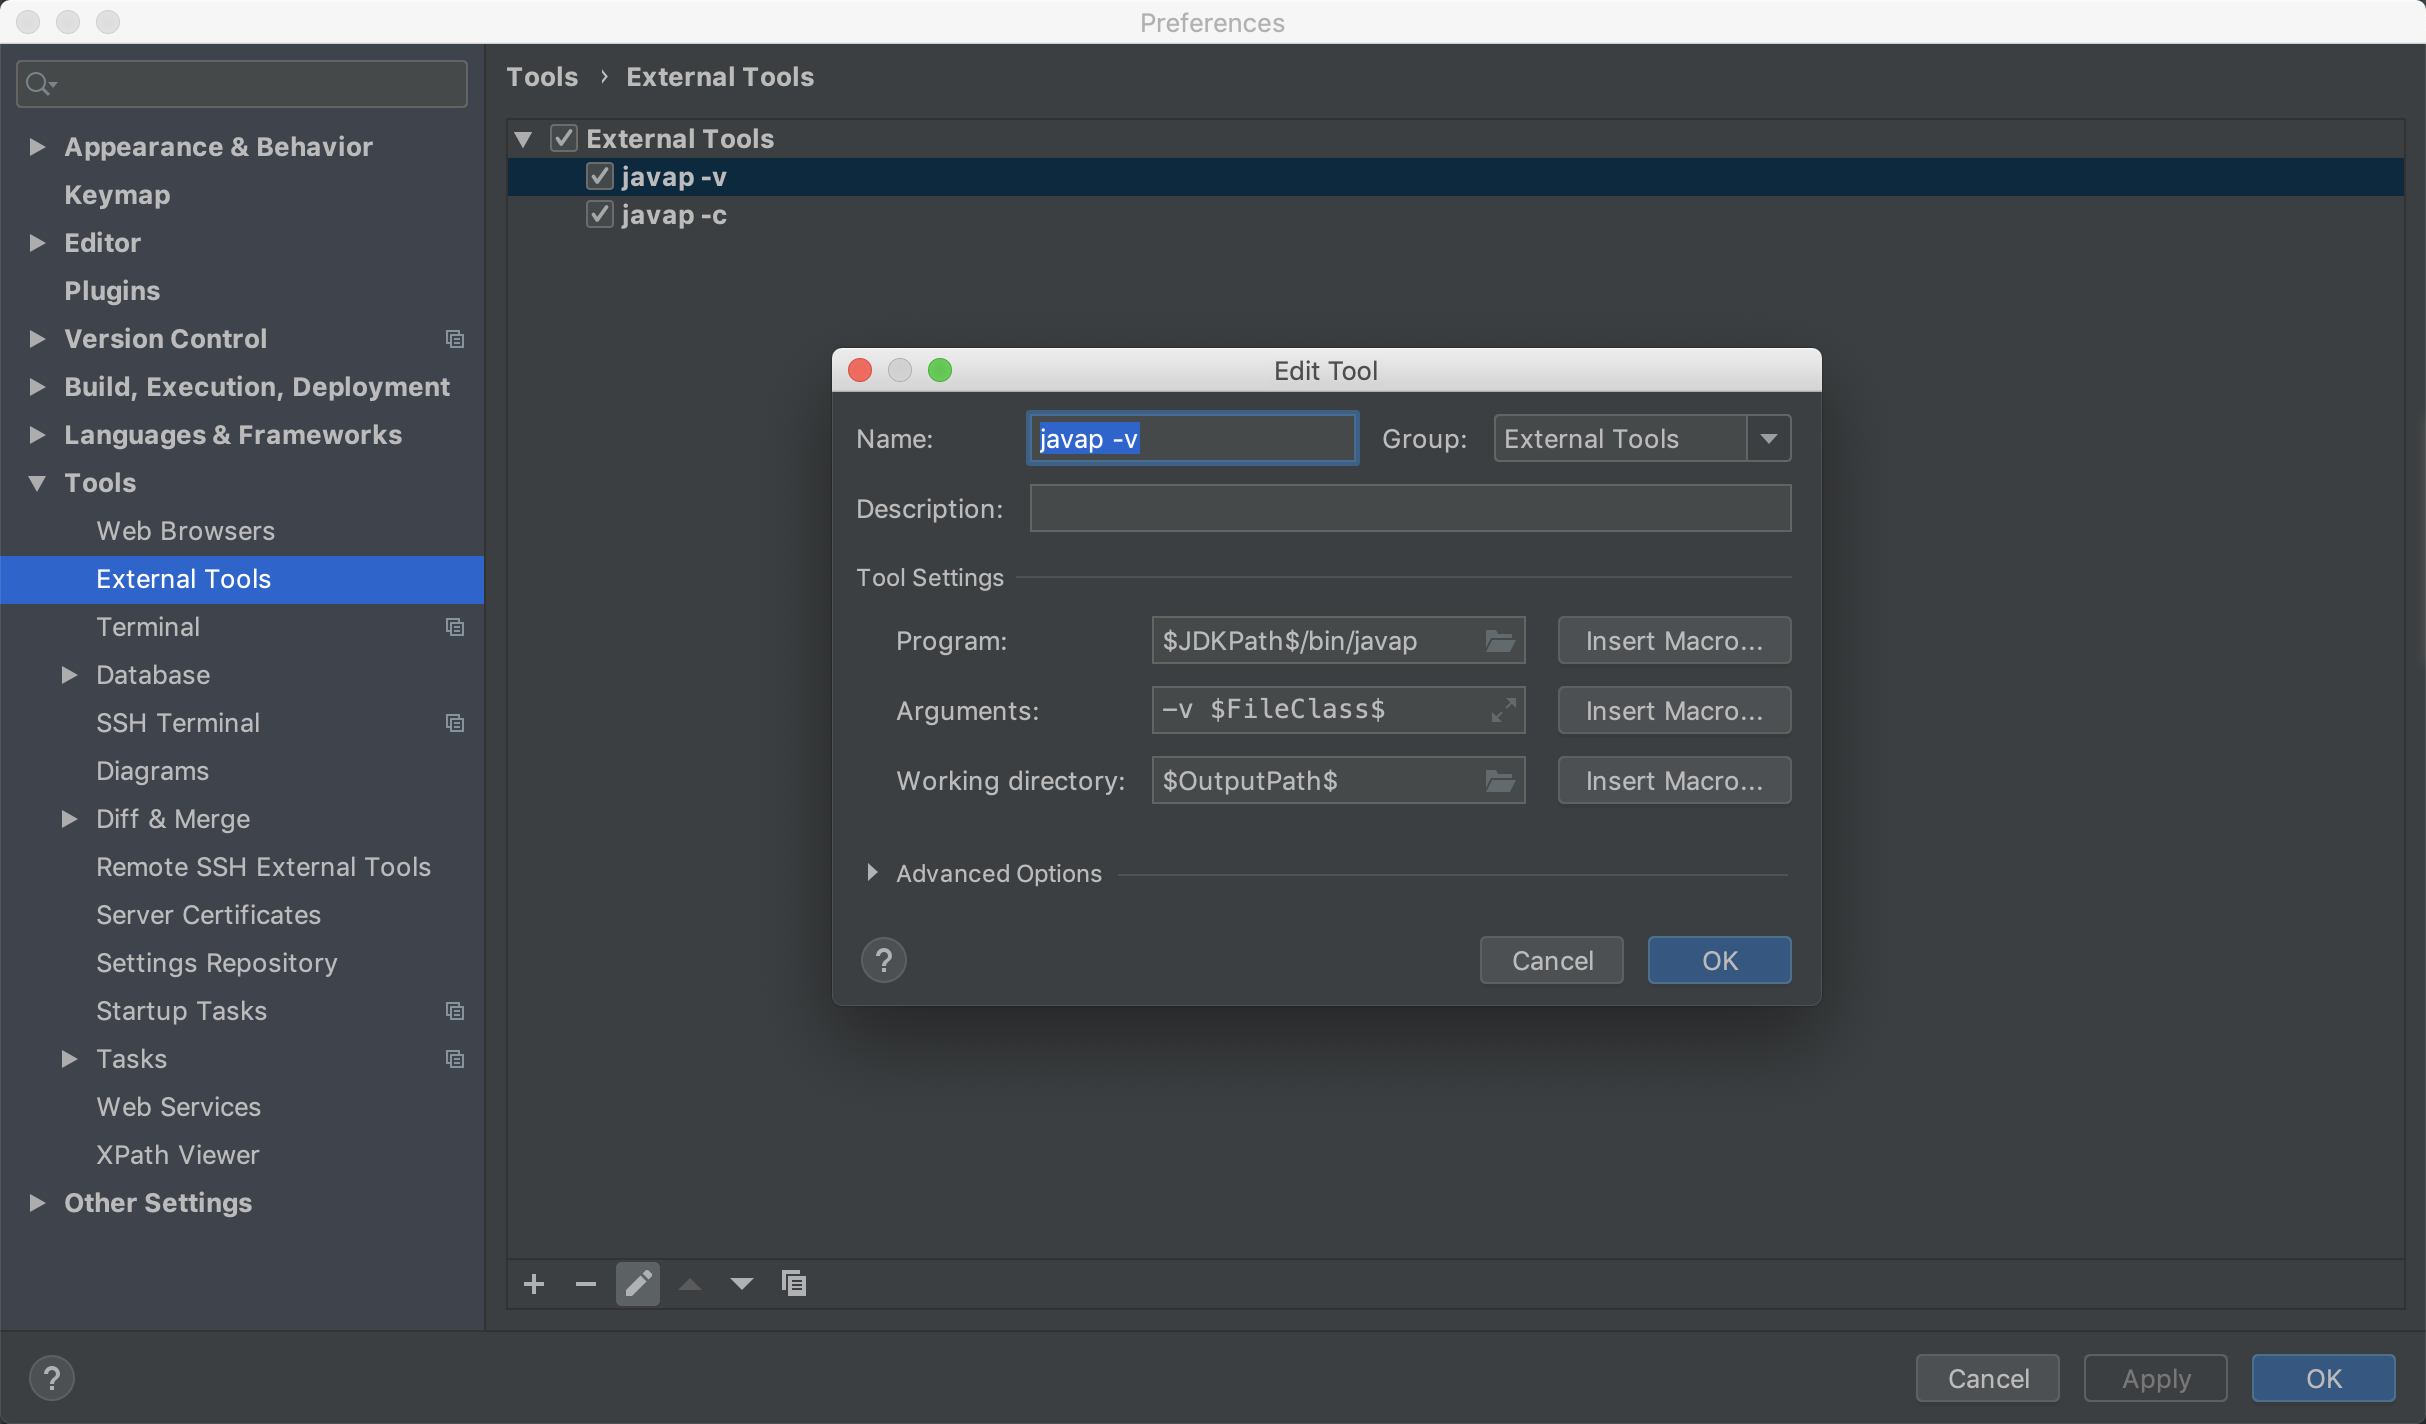 Preferences
Tools › External Tools
Appearance & Behavior
Keymap
Editor
Plugins
Version Control
Build, Execution, Deployment
Languages & Frameworks
Tools
Web Browsers
External Tools
Terminal
Database
SSH Terminal
Diagrams
Diff & Merge
Remote SSH External Tools
Server Certificates
Settings Repository
Startup Tasks
Tasks
Web Services
XPath Viewer
Other Settings
External Tools
javap -v
javap -c
Edit Tool
Name: javap -v Group: External Tools
Description:
Tool Settings
Program: $JDKPath$/bin/javap Insert Macro...
Arguments: -v $FileClass$ Insert Macro...
Working directory: $OutputPath$ Insert Macro...
Advanced Options
? Cancel OK
? Cancel Apply OK